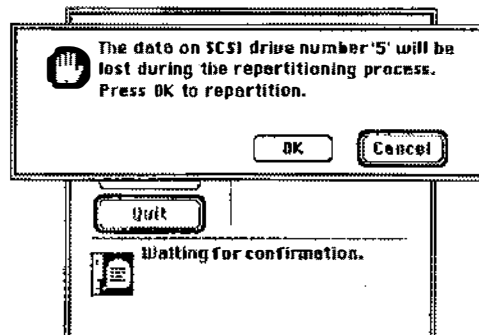 The data on SCSI drive number '5' will be
lost during the repartitioning process.
Press OK to repartition.
OK
Cancel
Quit
Waiting for confirmation.